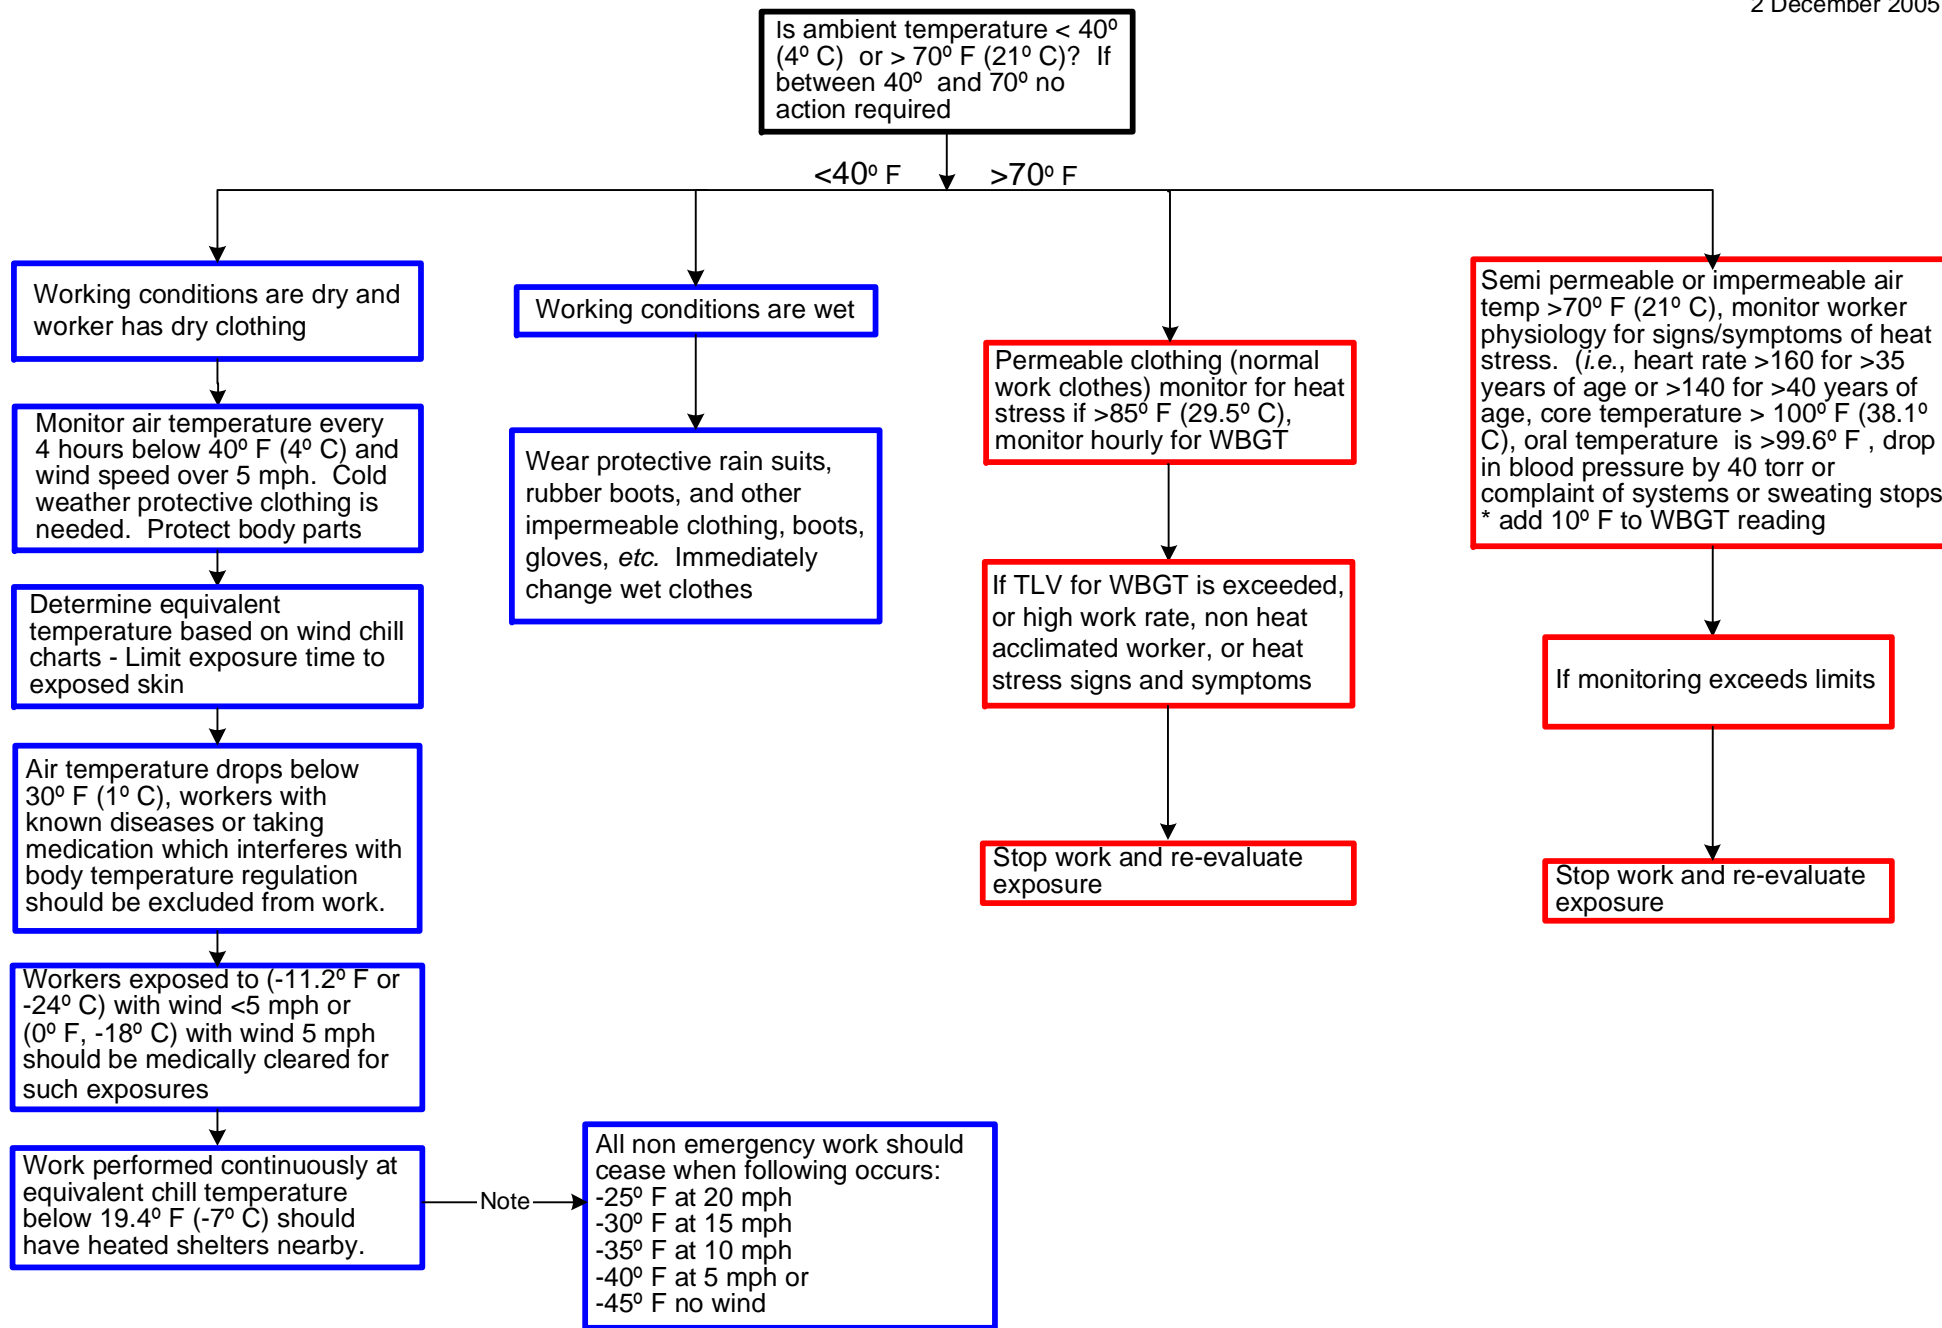 2 December 2005
Is ambient temperature < 40º
(4º C)  or > 70º F (21º C)?  If
between 40º  and 70º no
action required
<40º F
>70º F
Working conditions are dry and
worker has dry clothing
Monitor air temperature every
4 hours below 40º F (4º C) and
wind speed over 5 mph.  Cold
weather protective clothing is
needed.  Protect body parts
Determine equivalent
temperature based on wind chill
charts - Limit exposure time to
exposed skin
Air temperature drops below
30º F (1º C), workers with
known diseases or taking
medication which interferes with
body temperature regulation
should be excluded from work.
Workers exposed to (-11.2º F or
-24º C) with wind <5 mph or
(0º F, -18º C) with wind 5 mph
should be medically cleared for
such exposures
Work performed continuously at
equivalent chill temperature
below 19.4º F (-7º C) should
have heated shelters nearby.
Note
All non emergency work should
cease when following occurs:
-25º F at 20 mph
-30º F at 15 mph
-35º F at 10 mph
-40º F at 5 mph or
-45º F no wind
Working conditions are wet
Wear protective rain suits,
rubber boots, and other
impermeable clothing, boots,
gloves, etc.  Immediately
change wet clothes
Permeable clothing (normal
work clothes) monitor for heat
stress if >85º F (29.5º C),
monitor hourly for WBGT
If TLV for WBGT is exceeded,
or high work rate, non heat
acclimated worker, or heat
stress signs and symptoms
Stop work and re-evaluate
exposure
Semi permeable or impermeable air
temp >70º F (21º C), monitor worker
physiology for signs/symptoms of heat
stress.  (i.e., heart rate >160 for >35
years of age or >140 for >40 years of
age, core temperature > 100º F (38.1º
C), oral temperature  is >99.6º F , drop
in blood pressure by 40 torr or
complaint of systems or sweating stops
* add 10º F to WBGT reading
If monitoring exceeds limits
Stop work and re-evaluate
exposure